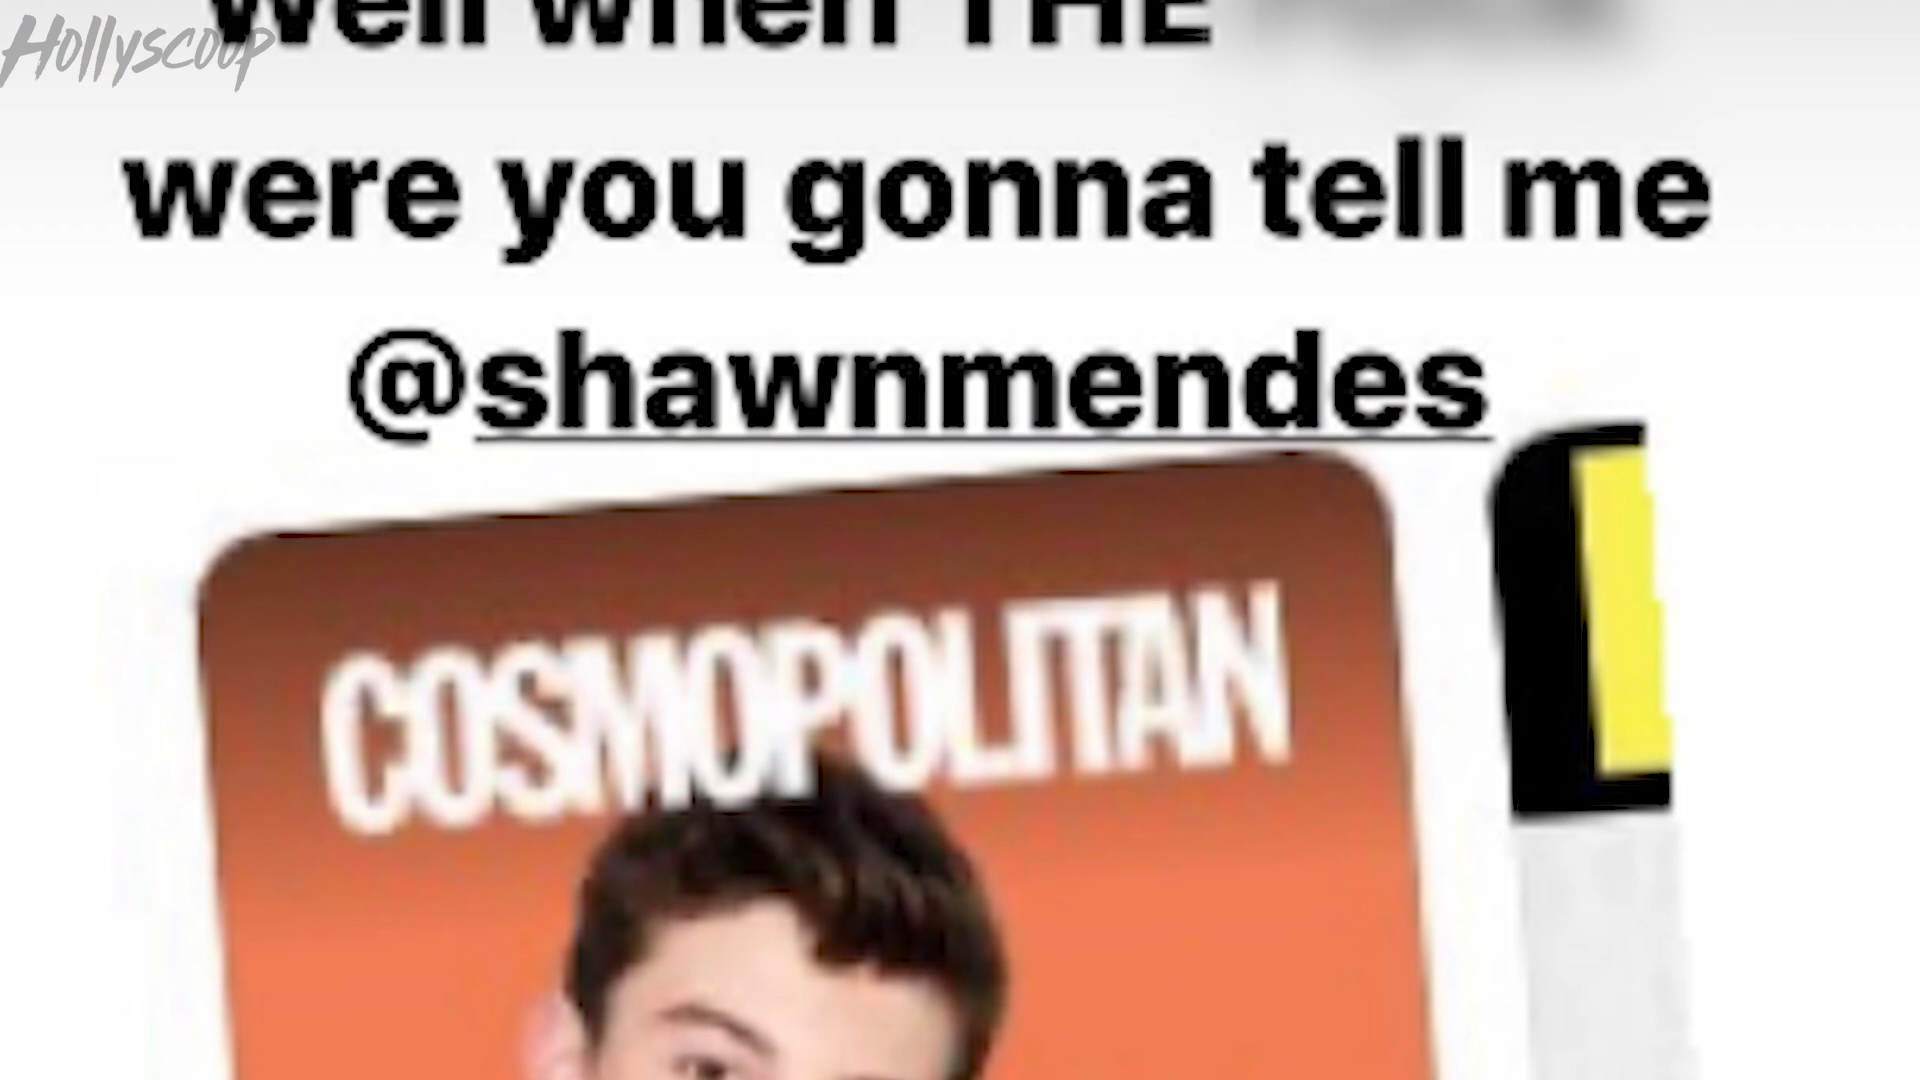 Hollyscoop
Well when THE
were you gonna tell me
@shawnmendes
COSMOPOLITAN